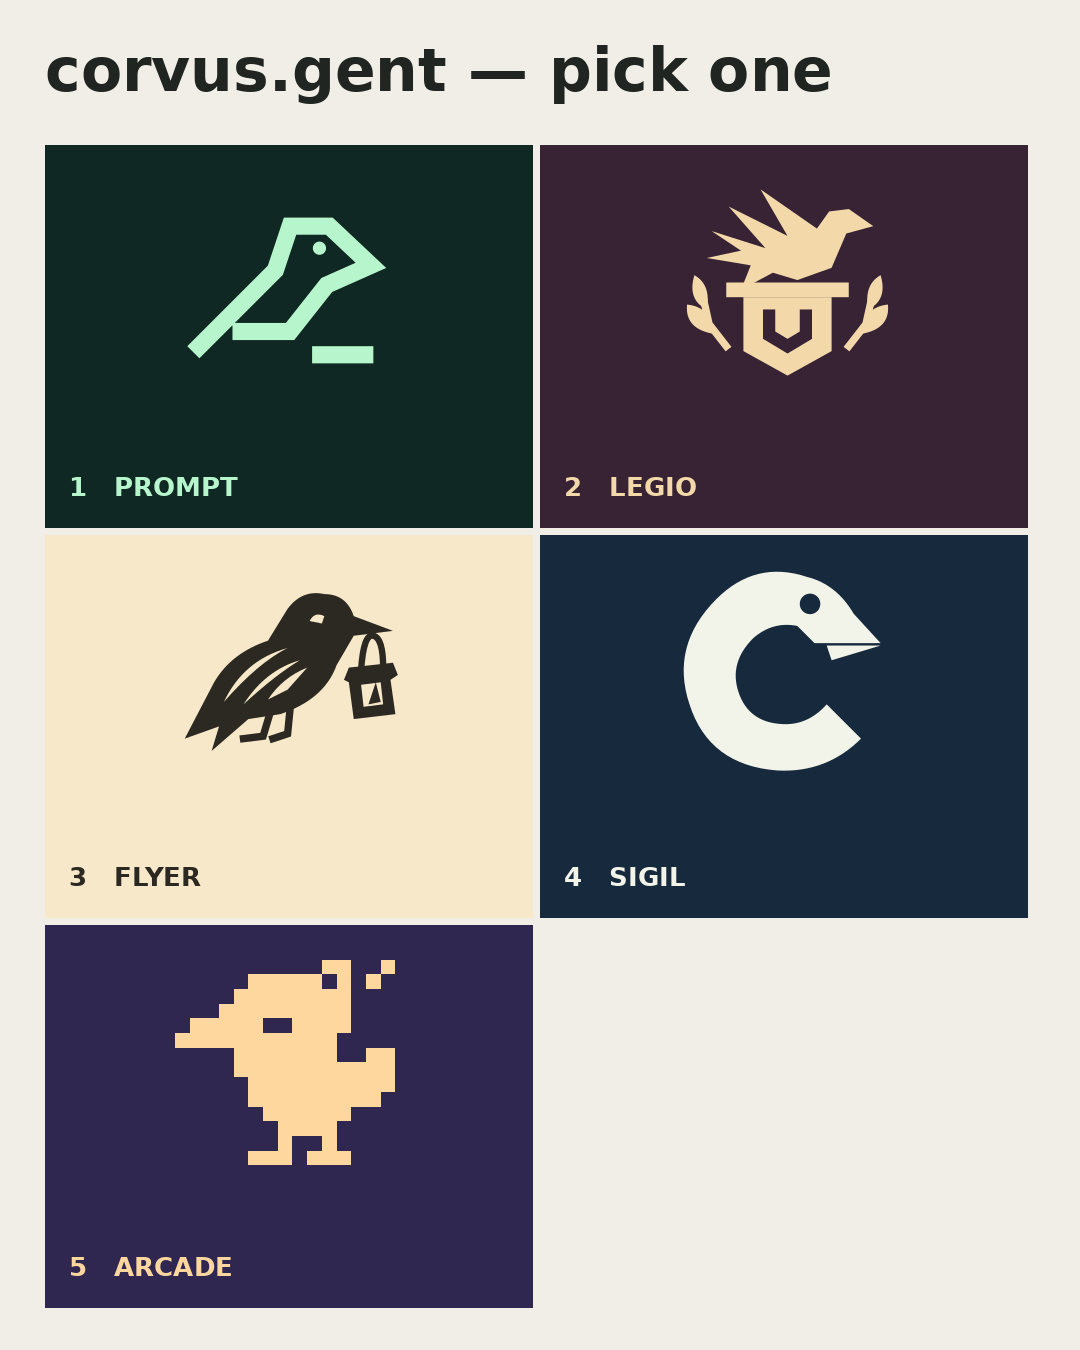 corvus.gent — pick one
1 PROMPT
2 LEGIO
3 FLYER
4 SIGIL
5 ARCADE